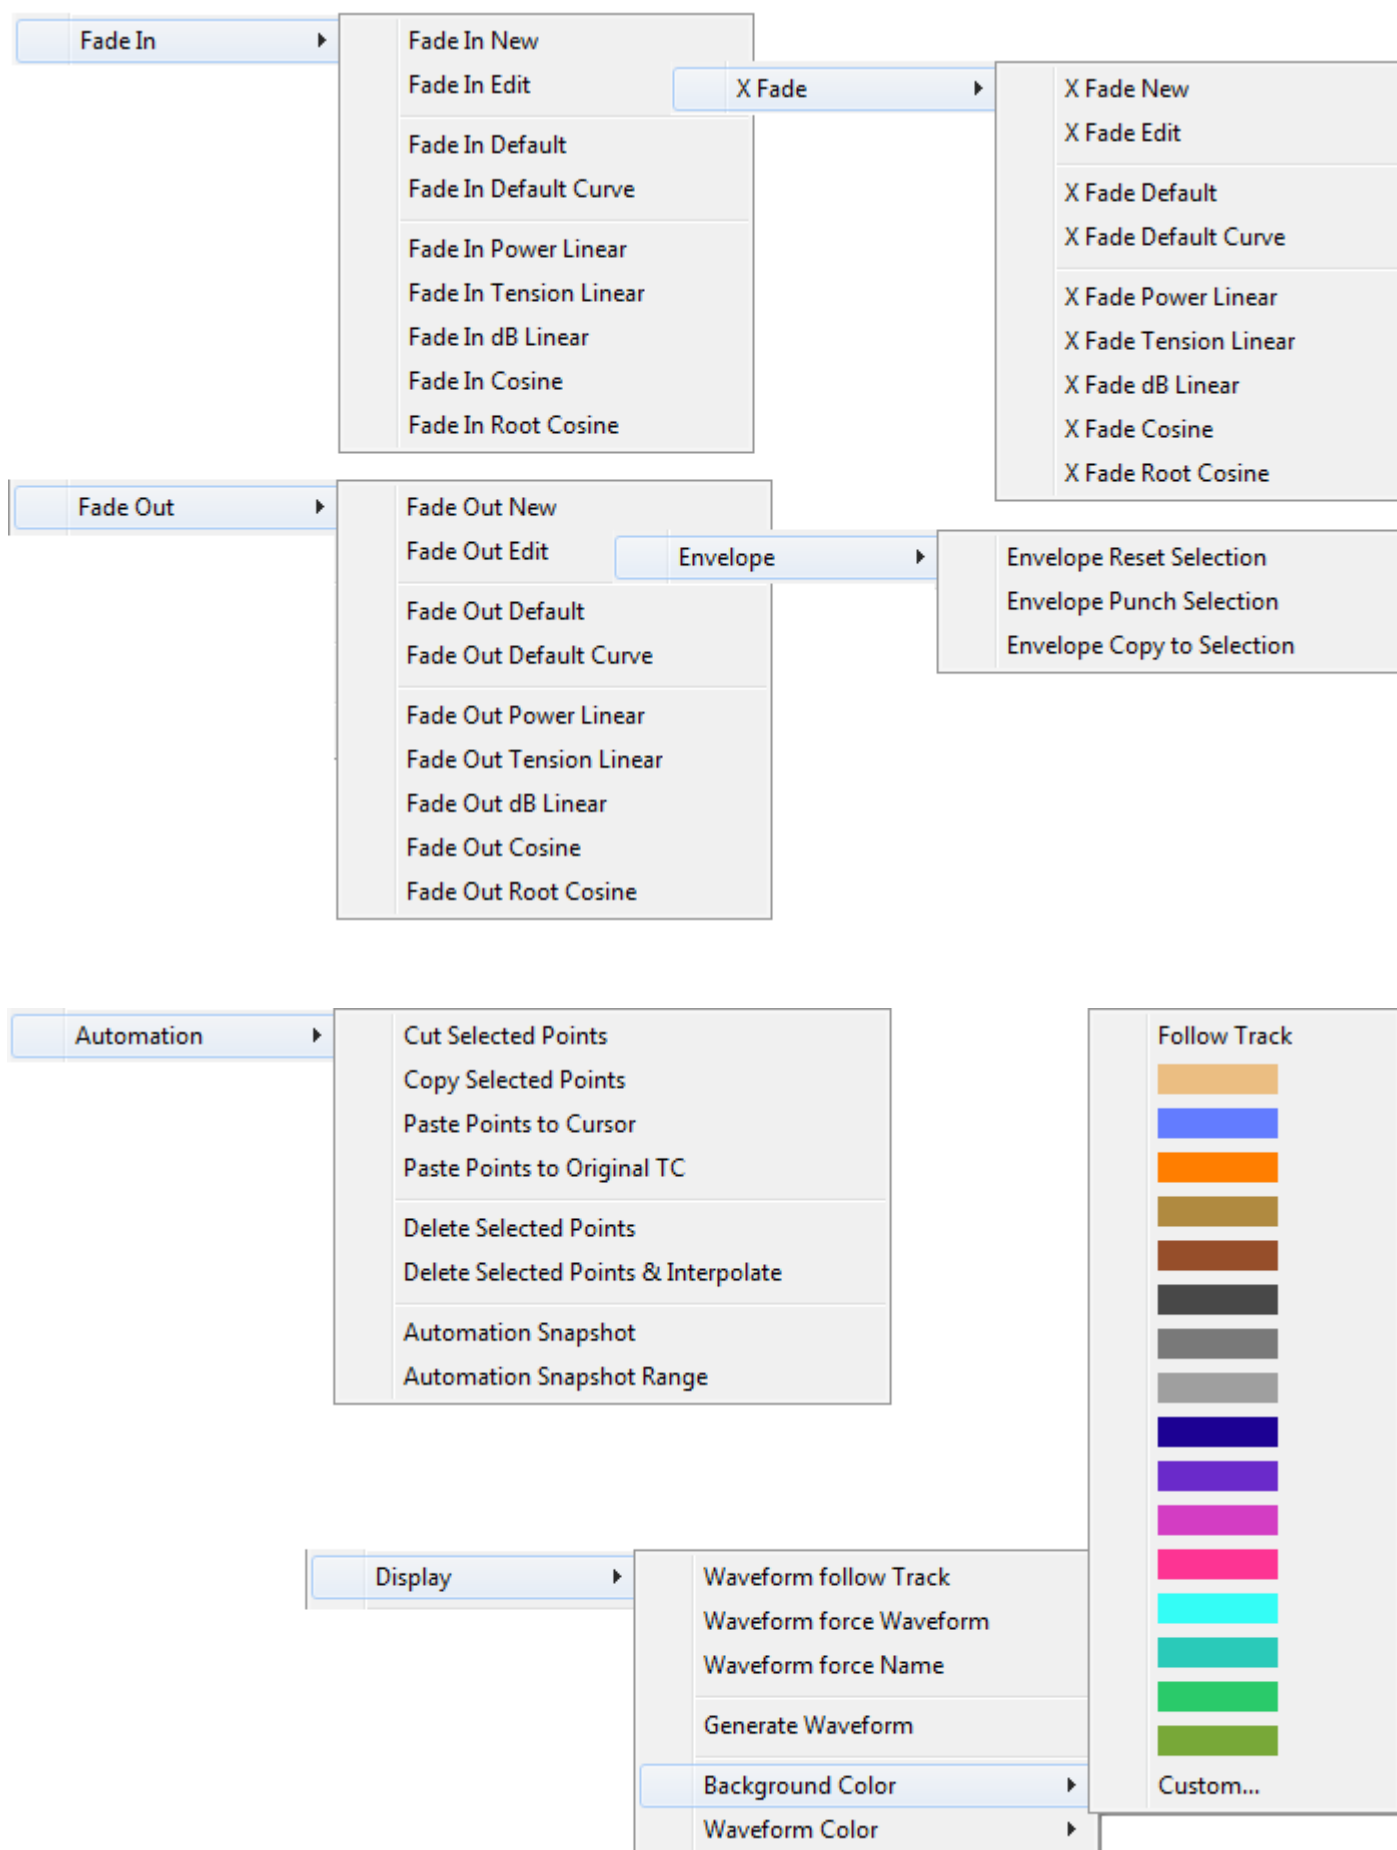 Fade In
Fade In New
Fade In Edit
Fade In Default
Fade In Default Curve
Fade In Power Linear
Fade In Tension Linear
Fade In dB Linear
Fade In Cosine
Fade In Root Cosine
X Fade
X Fade New
X Fade Edit
X Fade Default
X Fade Default Curve
X Fade Power Linear
X Fade Tension Linear
X Fade dB Linear
X Fade Cosine
X Fade Root Cosine
Fade Out
Fade Out New
Fade Out Edit
Fade Out Default
Fade Out Default Curve
Fade Out Power Linear
Fade Out Tension Linear
Fade Out dB Linear
Fade Out Cosine
Fade Out Root Cosine
Envelope
Envelope Reset Selection
Envelope Punch Selection
Envelope Copy to Selection
Automation
Cut Selected Points
Copy Selected Points
Paste Points to Cursor
Paste Points to Original TC
Delete Selected Points
Delete Selected Points & Interpolate
Automation Snapshot
Automation Snapshot Range
Display
Waveform follow Track
Waveform force Waveform
Waveform force Name
Generate Waveform
Background Color
Waveform Color
Follow Track
Custom...